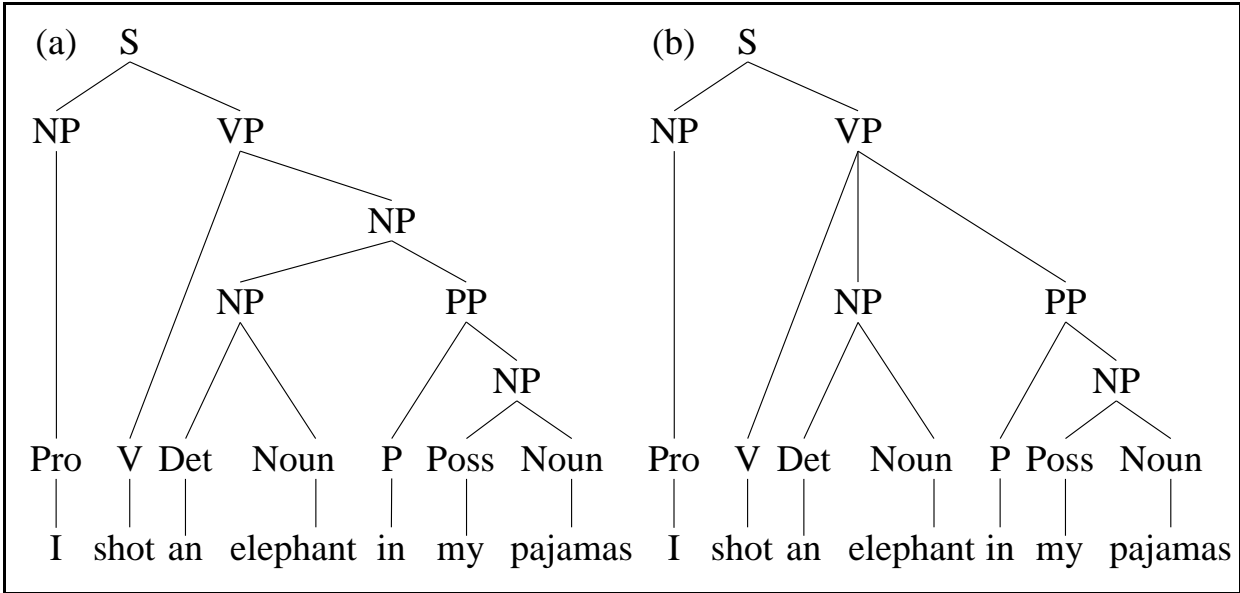 (a) S (b) S
NP VP NP VP
NP
NP PP NP PP
NP NP
Pro V Det Noun P Poss Noun Pro V Det Noun P Poss Noun
I shot an elephant in my pajamas I shot an elephant in my pajamas